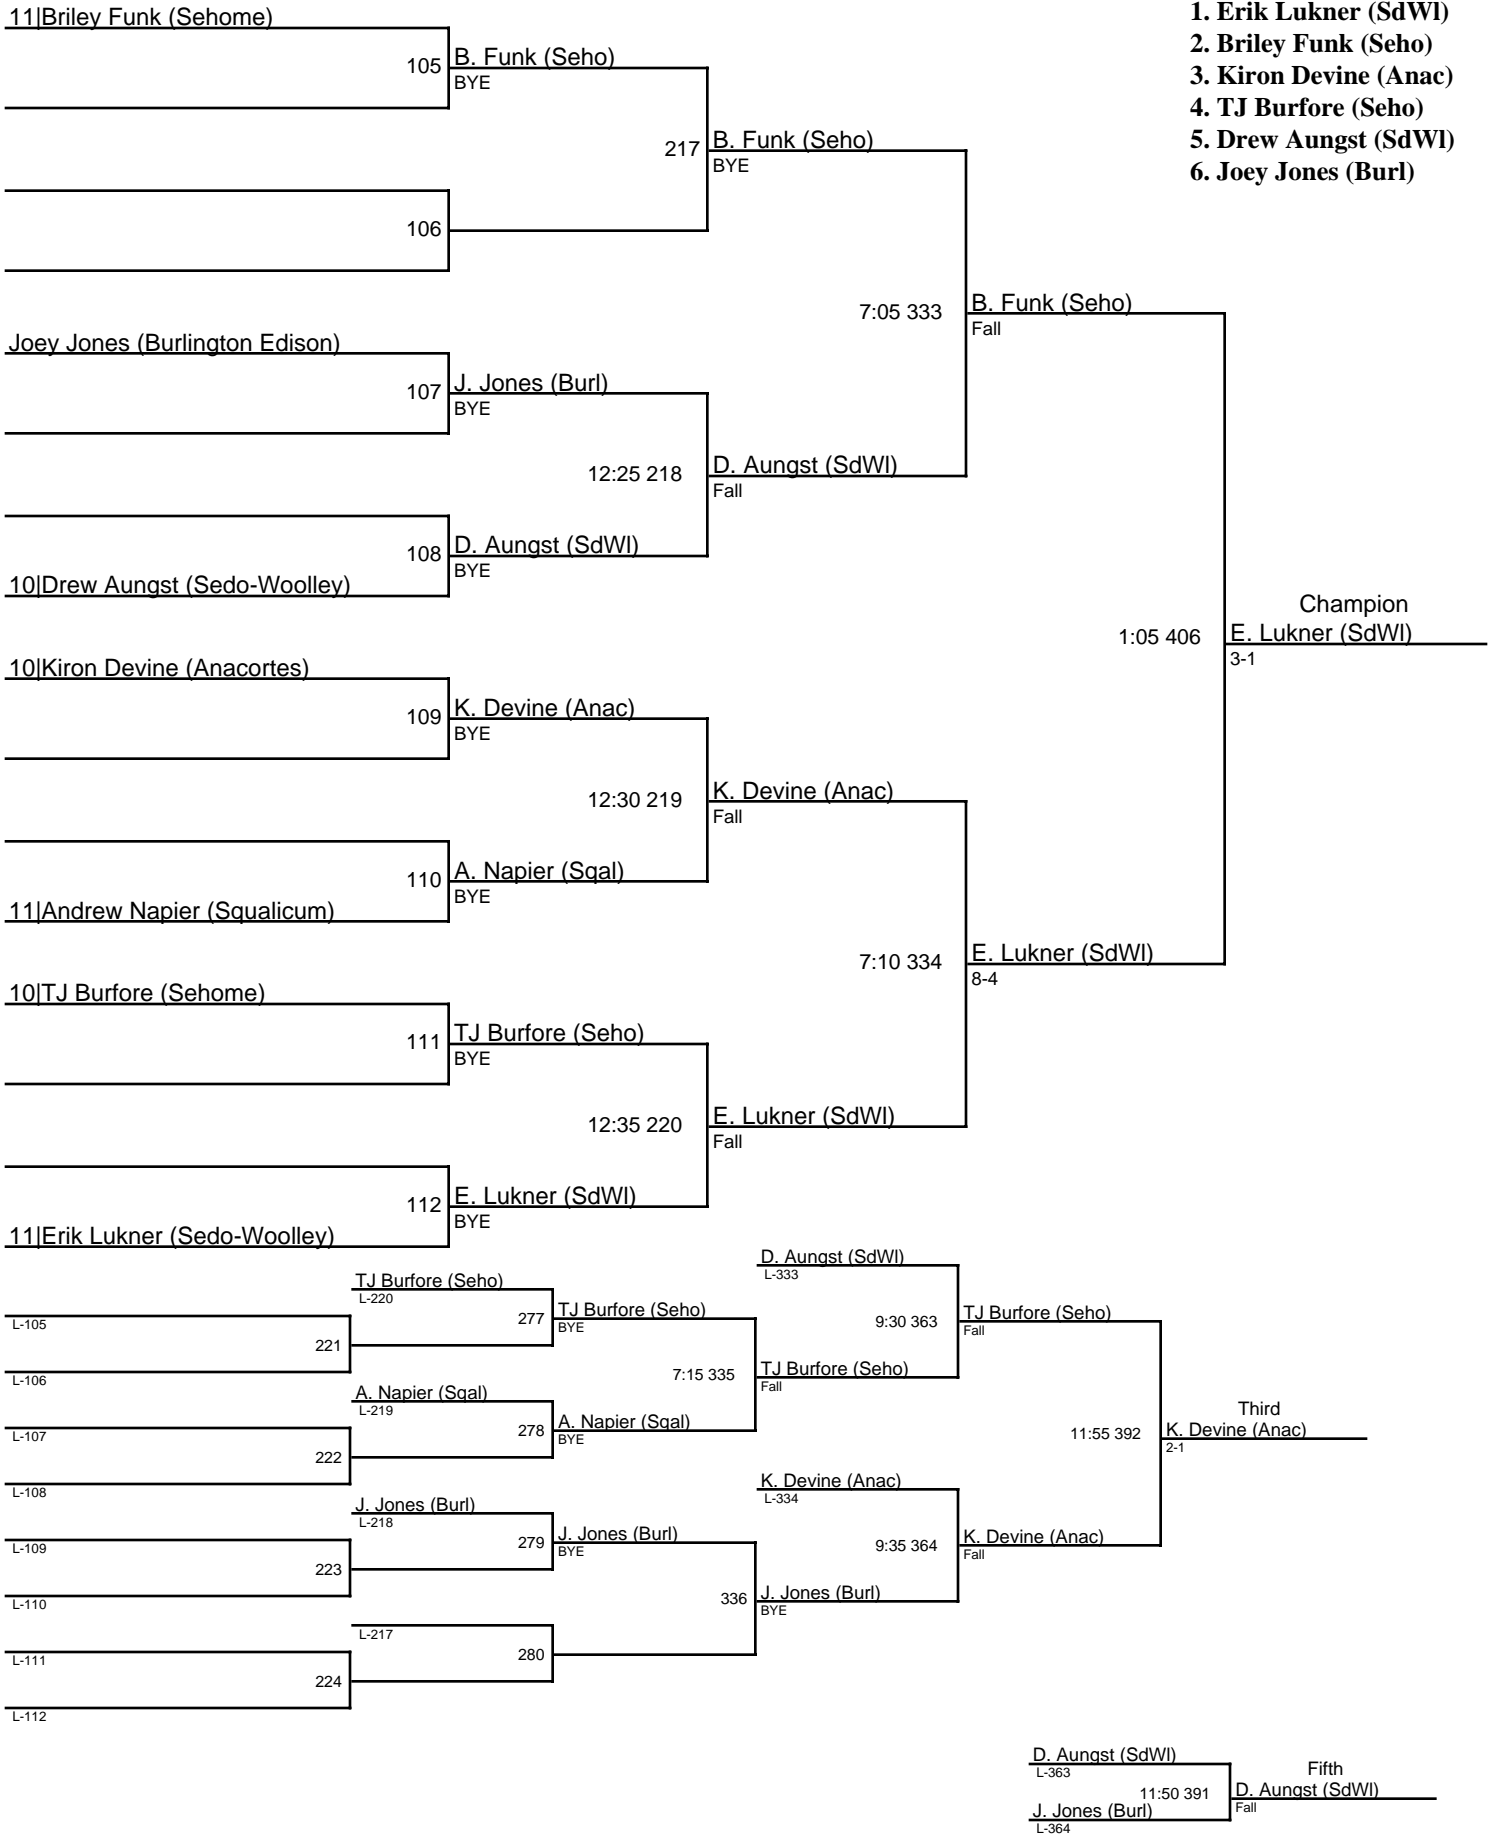 11|Briley Funk (Sehome)
105
B. Funk (Seho)
BYE
217
B. Funk (Seho)
BYE
106
7:05 333
B. Funk (Seho)
Fall
Joey Jones (Burlington Edison)
107
J. Jones (Burl)
BYE
12:25 218
D. Aungst (SdWl)
Fall
108
D. Aungst (SdWl)
BYE
10|Drew Aungst (Sedo-Woolley)
1:05 406
Champion
E. Lukner (SdWl)
3-1
10|Kiron Devine (Anacortes)
109
K. Devine (Anac)
BYE
12:30 219
K. Devine (Anac)
Fall
110
A. Napier (Sqal)
BYE
11|Andrew Napier (Squalicum)
7:10 334
E. Lukner (SdWl)
8-4
10|TJ Burfore (Sehome)
111
TJ Burfore (Seho)
BYE
12:35 220
E. Lukner (SdWl)
Fall
112
E. Lukner (SdWl)
BYE
11|Erik Lukner (Sedo-Woolley)
1. Erik Lukner (SdWl)
2. Briley Funk (Seho)
3. Kiron Devine (Anac)
4. TJ Burfore (Seho)
5. Drew Aungst (SdWl)
6. Joey Jones (Burl)
D. Aungst (SdWl)
L-333
TJ Burfore (Seho)
L-220
277
TJ Burfore (Seho)
BYE
L-105
221
L-106
9:30 363
TJ Burfore (Seho)
Fall
7:15 335
TJ Burfore (Seho)
Fall
A. Napier (Sqal)
L-219
278
A. Napier (Sqal)
BYE
L-107
222
L-108
11:55 392
Third
K. Devine (Anac)
2-1
K. Devine (Anac)
L-334
J. Jones (Burl)
L-218
279
J. Jones (Burl)
BYE
L-109
223
L-110
9:35 364
K. Devine (Anac)
Fall
336
J. Jones (Burl)
BYE
L-217
280
L-111
224
L-112
D. Aungst (SdWl)
L-363
11:50 391
Fifth
D. Aungst (SdWl)
Fall
J. Jones (Burl)
L-364